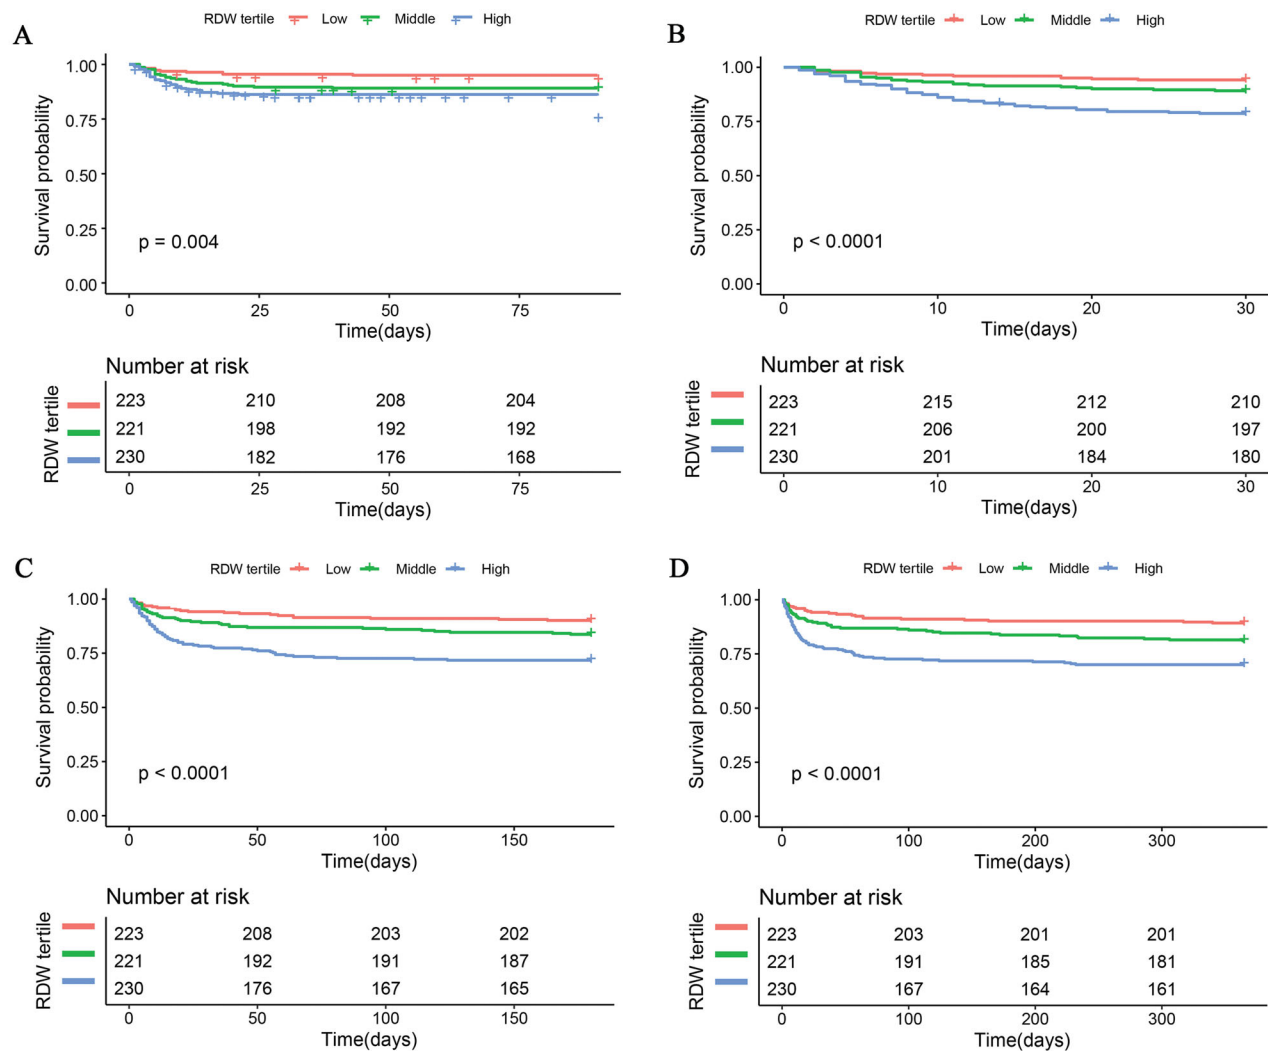 A
RDW tertile Low Middle High
Survival probability
1.00
0.75
0.50
0.25
0.00
p = 0.004
0 25 50 75
Time(days)
Number at risk
RDW tertile
223 210 208 204
221 198 192 192
230 182 176 168
0 25 50 75
Time(days)
B
RDW tertile Low Middle High
Survival probability
1.00
0.75
0.50
0.25
0.00
p < 0.0001
0 10 20 30
Time(days)
Number at risk
RDW tertile
223 215 212 210
221 206 200 197
230 201 184 180
0 10 20 30
Time(days)
C
RDW tertile Low Middle High
Survival probability
1.00
0.75
0.50
0.25
0.00
p < 0.0001
0 50 100 150
Time(days)
Number at risk
RDW tertile
223 208 203 202
221 192 191 187
230 176 167 165
0 50 100 150
Time(days)
D
RDW tertile Low Middle High
Survival probability
1.00
0.75
0.50
0.25
0.00
p < 0.0001
0 100 200 300
Time(days)
Number at risk
RDW tertile
223 203 201 201
221 191 185 181
230 167 164 161
0 100 200 300
Time(days)